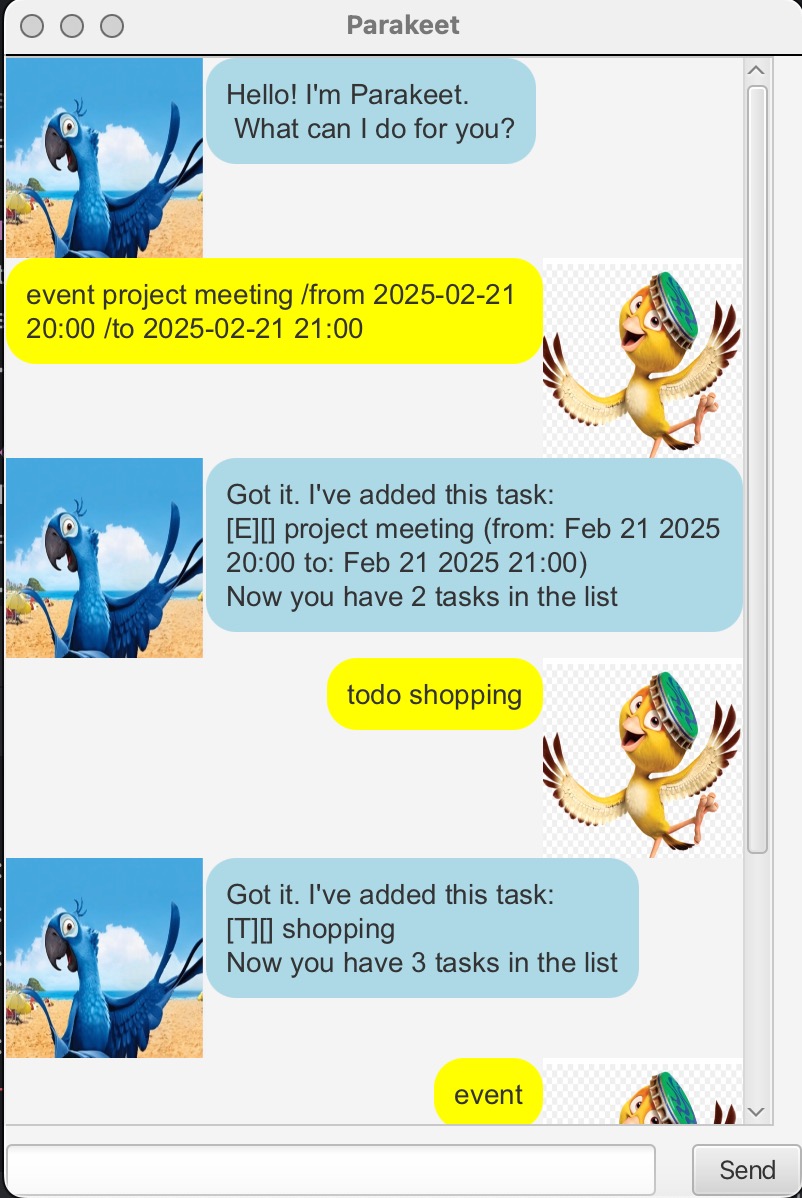 Parakeet
Hello! I'm Parakeet.
What can I do for you?
event project meeting /from 2025-02-21
20:00 /to 2025-02-21 21:00
Got it. I've added this task:
[E][] project meeting (from: Feb 21 2025
20:00 to: Feb 21 2025 21:00)
Now you have 2 tasks in the list
todo shopping
Got it. I've added this task:
[T][] shopping
Now you have 3 tasks in the list
event
Send